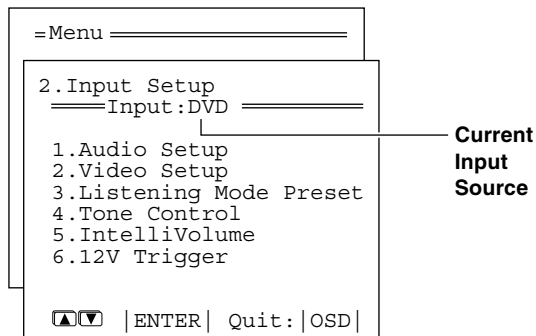 Menu
2.Input Setup
Input:DVD
1.Audio Setup
2.Video Setup
3.Listening Mode Preset
4.Tone Control
5.IntelliVolume
6.12V Trigger
▲▼ |ENTER| Quit:|OSD|
Current
Input
Source